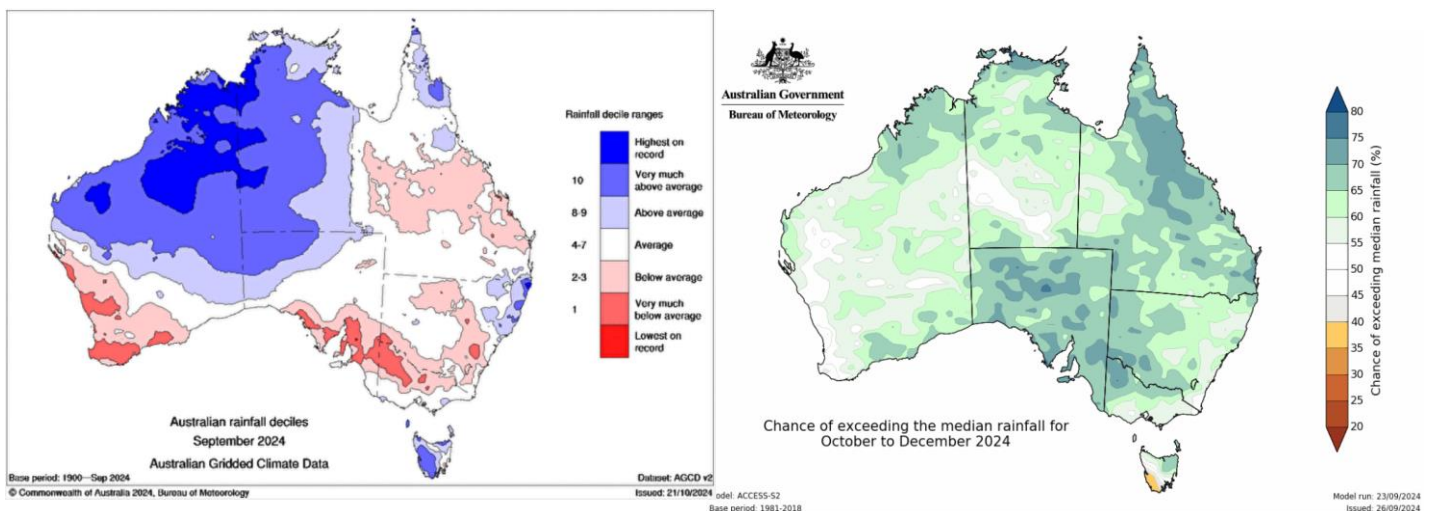 Rainfall decile ranges
Highest on
record
10
Very much
above average
8-9
Above average
4-7
Average
2-3
Below average
1
Very much
below average
Lowest on
record
Australian rainfall deciles
September 2024
Australian Gridded Climate Data
Base period: 1900—Sep 2024
Dataset: AGCD v2
© Commonwealth of Australia 2024, Bureau of Meteorology
Issued: 21/10/2024
Australian Government
Bureau of Meteorology
80
75
70
65
60
55
50
45
40
35
30
25
20
Chance of exceeding median rainfall (%)
Chance of exceeding the median rainfall for
October to December 2024
odel: ACCESS-S2
Base period: 1981-2018
Model run: 23/09/2024
Issued: 26/09/2024